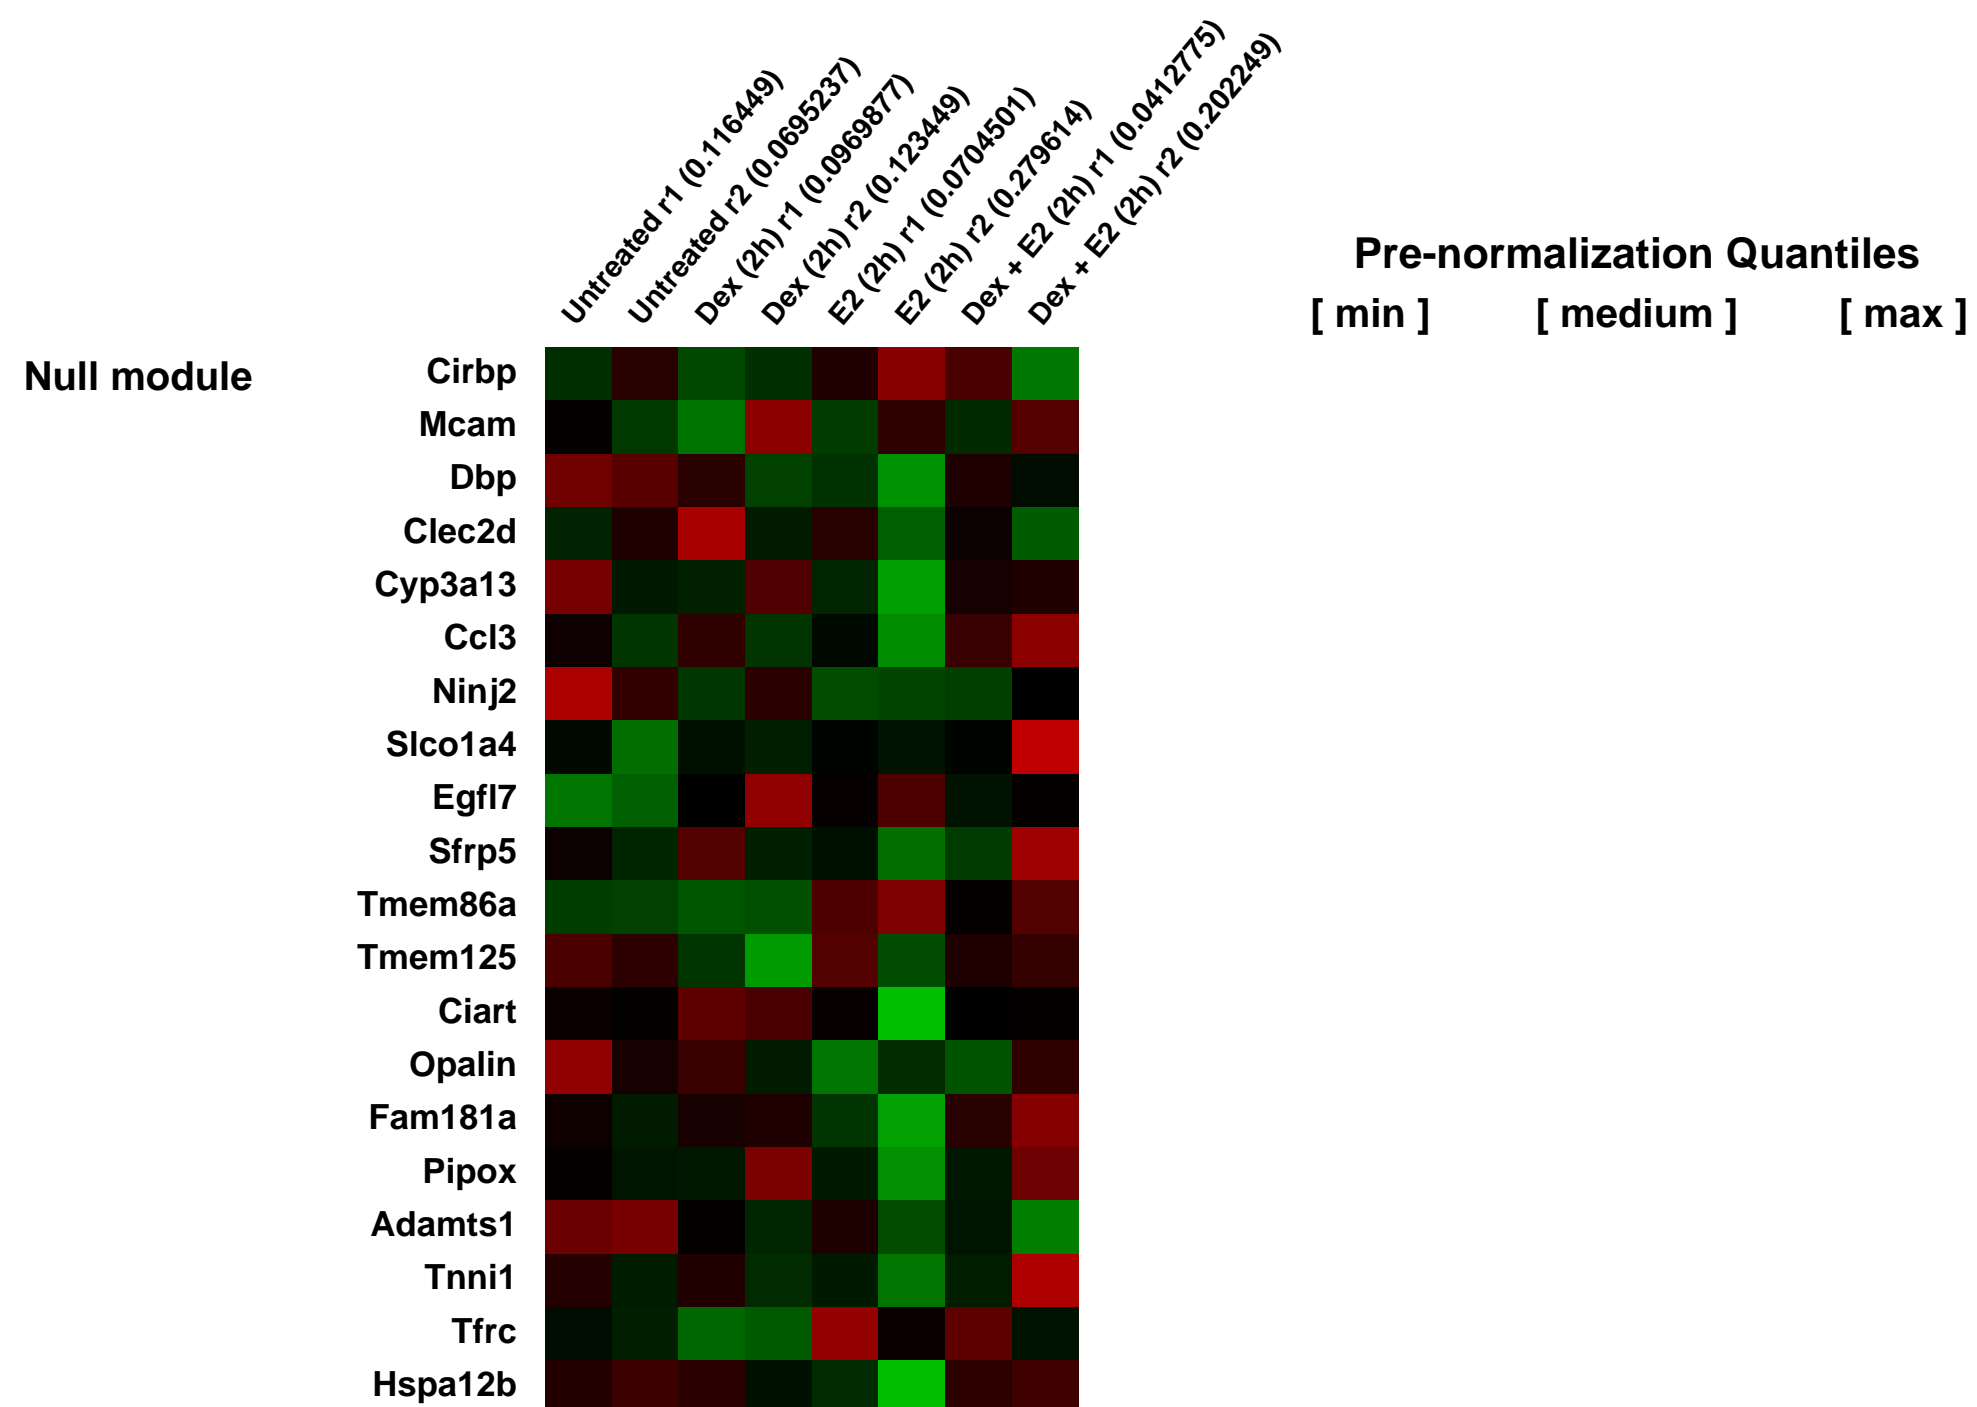 Untreated r1 (0.116449)
Untreated r2 (0.0695237)
Dex (2h) r1 (0.0969877)
Dex (2h) r2 (0.123449)
E2 (2h) r1 (0.0704501)
E2 (2h) r2 (0.279614)
Dex + E2 (2h) r1 (0.0412775)
Dex + E2 (2h) r2 (0.202249)
Pre-normalization Quantiles
[ min ] [ medium ] [ max ]
Null module
Cirbp
Mcam
Dbp
Clec2d
Cyp3a13
Ccl3
Ninj2
Slco1a4
Egfl7
Sfrp5
Tmem86a
Tmem125
Ciart
Opalin
Fam181a
Pipox
Adamts1
Tnni1
Tfrc
Hspa12b